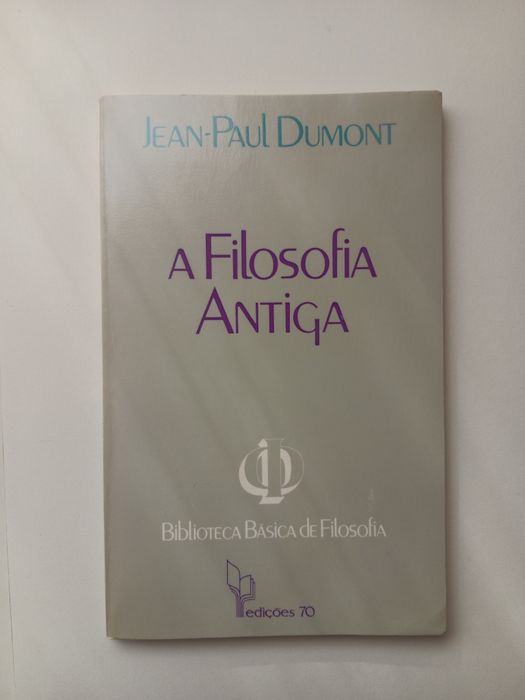 Jean-Paul Dumont
A Filosofia
Antiga
Biblioteca Básica de Filosofia
edições 70